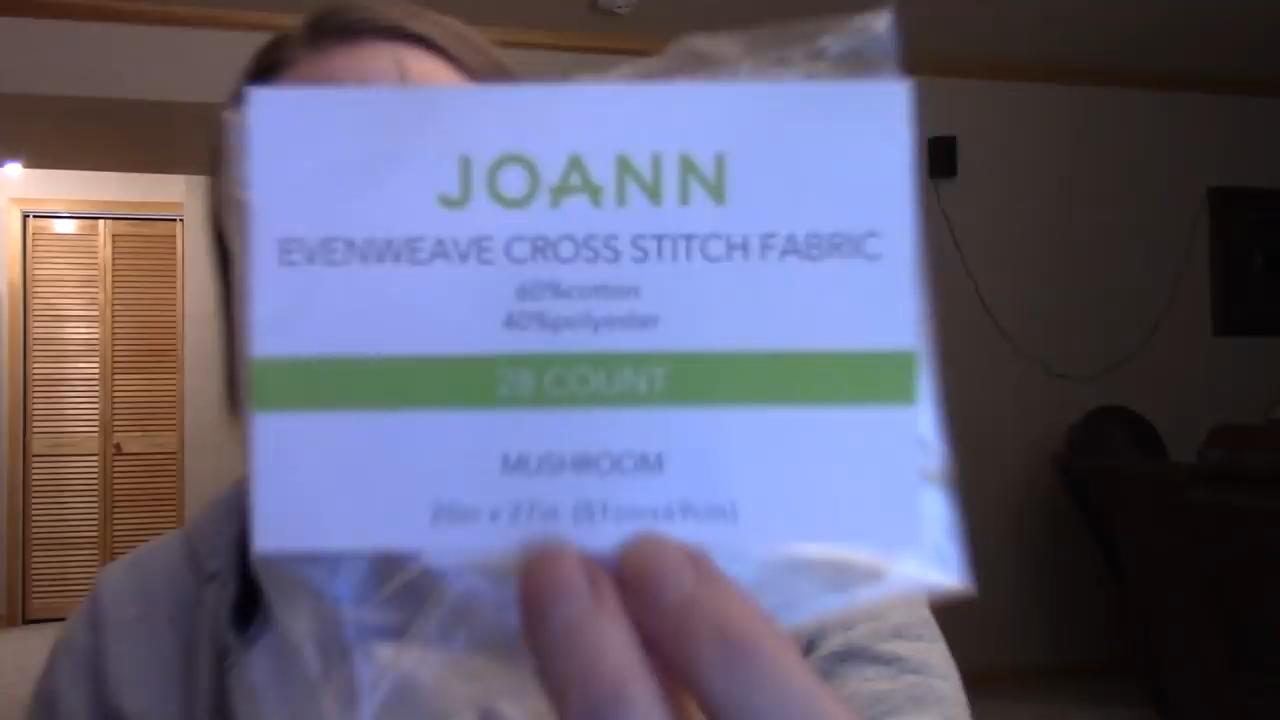 JOANN
EVENWEAVE CROSS STITCH FABRIC
60%cotton
40%polyester
28 COUNT
MUSHROOM